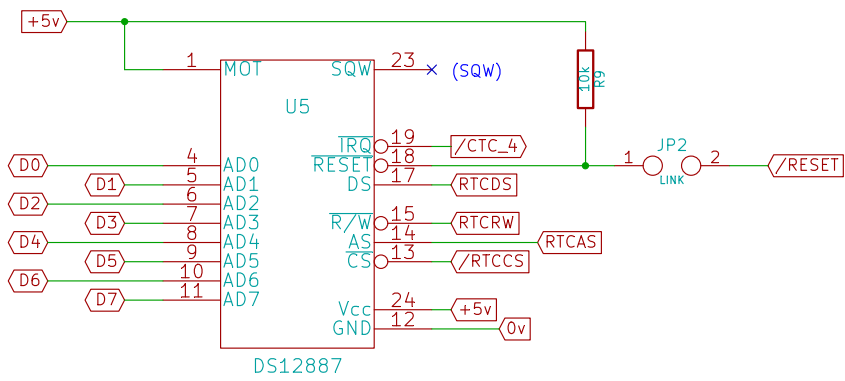 +5v
1 MOT SQW 23 (SQW)
10k R9
U5
IRQ 19 /CTC_4
JP2
D0 4 AD0 RESET 18 1 2 /RESET
LINK
D1 5 AD1 DS 17 RTCDS
D2 6 AD2
D3 7 AD3 R/W 15 RTCRW
D4 8 AD4 AS 14 RTCAS
D5 9 AD5 CS 13 /RTCCS
D6 10 AD6
D7 11 AD7
Vcc 24 +5v
GND 12 0v
DS12887